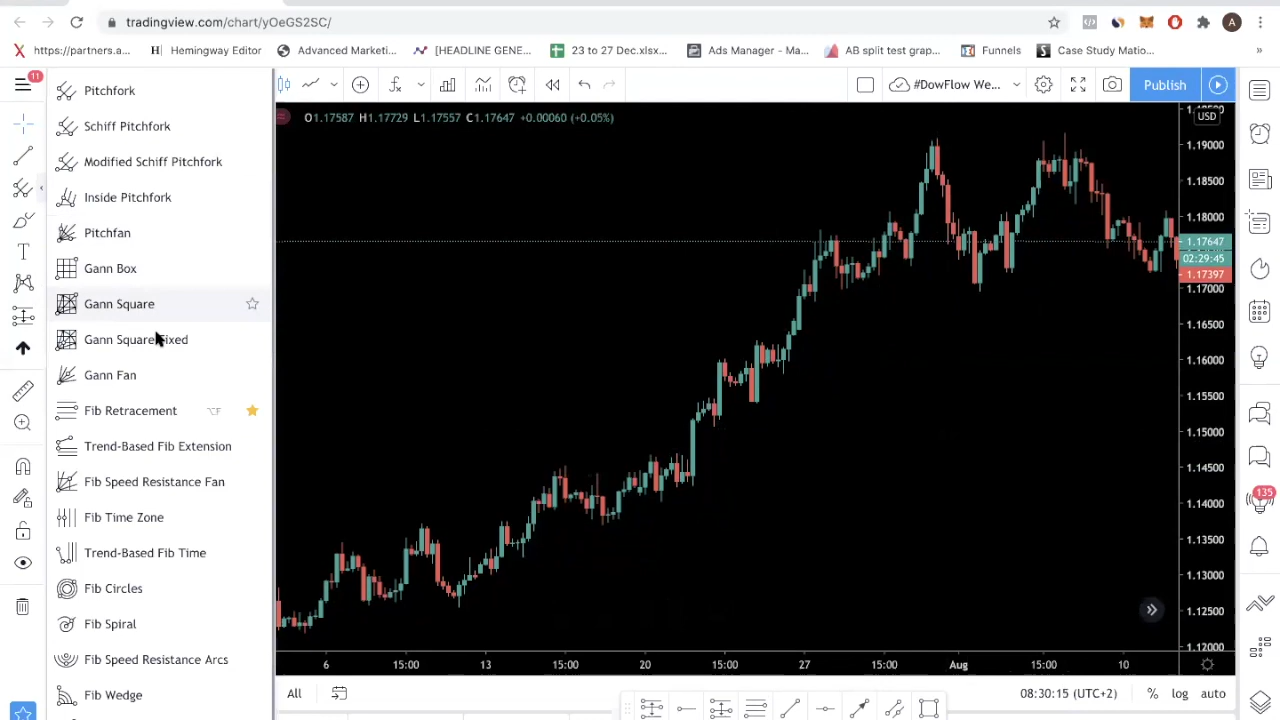 tradingview.com/chart/yOeGS2SC/
A
https://partners.a...
Hemingway Editor
Advanced Marketi...
[HEADLINE GENE...
23 to 27 Dec.xlsx...
Ads Manager - Ma...
AB split test grap...
Funnels
Case Study Matio...
»
11
#DowFlow We...
Publish
Pitchfork
Schiff Pitchfork
Modified Schiff Pitchfork
Inside Pitchfork
Pitchfan
Gann Box
Gann Square
Gann Square Fixed
Gann Fan
Fib Retracement
⌥F
Trend-Based Fib Extension
Fib Speed Resistance Fan
Fib Time Zone
Trend-Based Fib Time
Fib Circles
Fib Spiral
Fib Speed Resistance Arcs
Fib Wedge
O1.17587 H1.17729 L1.17557 C1.17647 +0.00060 (+0.05%)
USD
1.19000
1.18500
1.18000
1.17647
02:29:45
1.17397
1.17000
1.16500
1.16000
1.15500
1.15000
1.14500
1.14000
1.13500
1.13000
1.12500
1.12000
135
6 15:00 13 15:00 20 15:00 27 15:00 Aug 15:00 10
All
08:30:15 (UTC+2)
% log auto